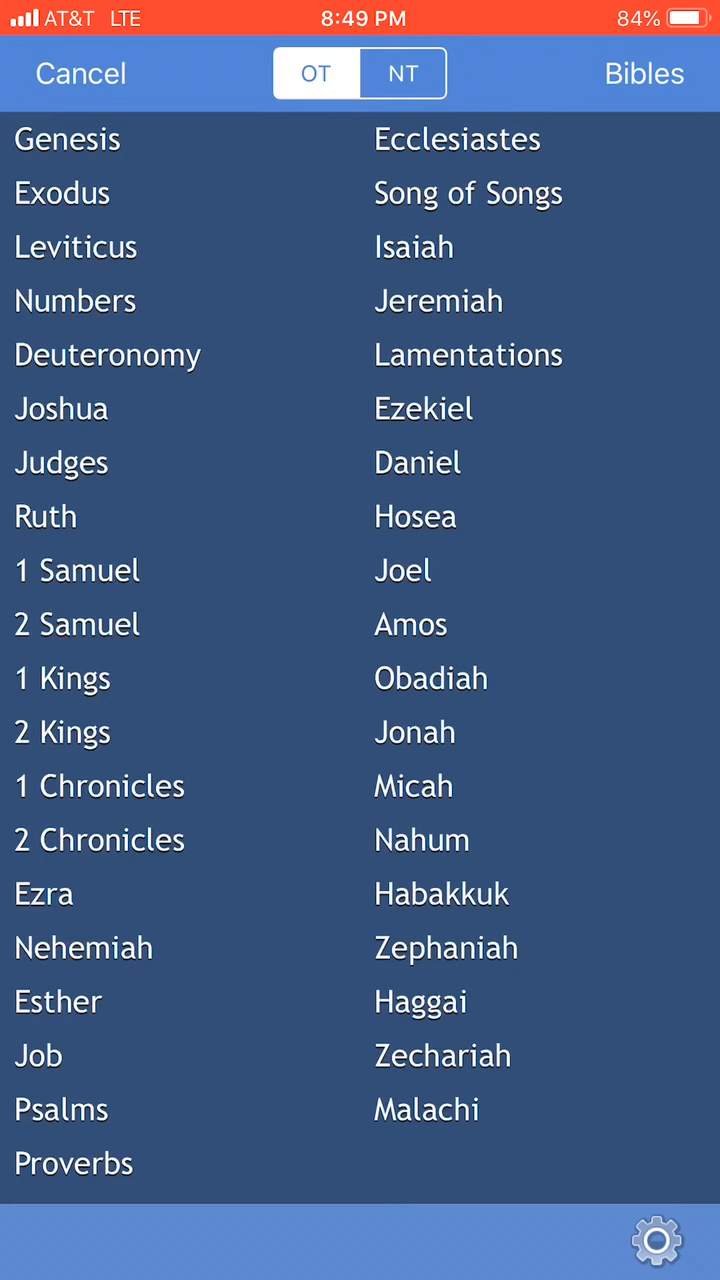 AT&T LTE 8:49 PM 84%
Cancel OT NT Bibles
Genesis
Exodus
Leviticus
Numbers
Deuteronomy
Joshua
Judges
Ruth
1 Samuel
2 Samuel
1 Kings
2 Kings
1 Chronicles
2 Chronicles
Ezra
Nehemiah
Esther
Job
Psalms
Proverbs
Ecclesiastes
Song of Songs
Isaiah
Jeremiah
Lamentations
Ezekiel
Daniel
Hosea
Joel
Amos
Obadiah
Jonah
Micah
Nahum
Habakkuk
Zephaniah
Haggai
Zechariah
Malachi